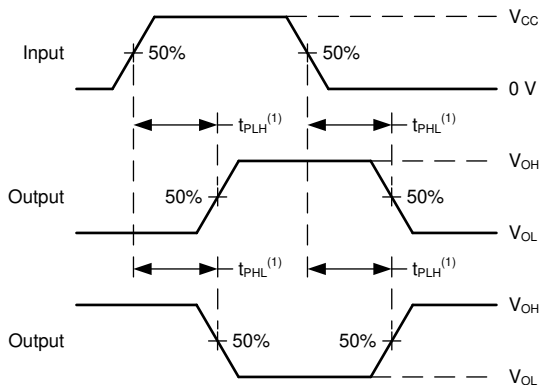 V_CC
Input 50% 50%
0 V
t_PLH^(1) t_PHL^(1)
V_OH
Output 50% 50%
V_OL
t_PHL^(1) t_PLH^(1)
V_OH
Output 50% 50%
V_OL